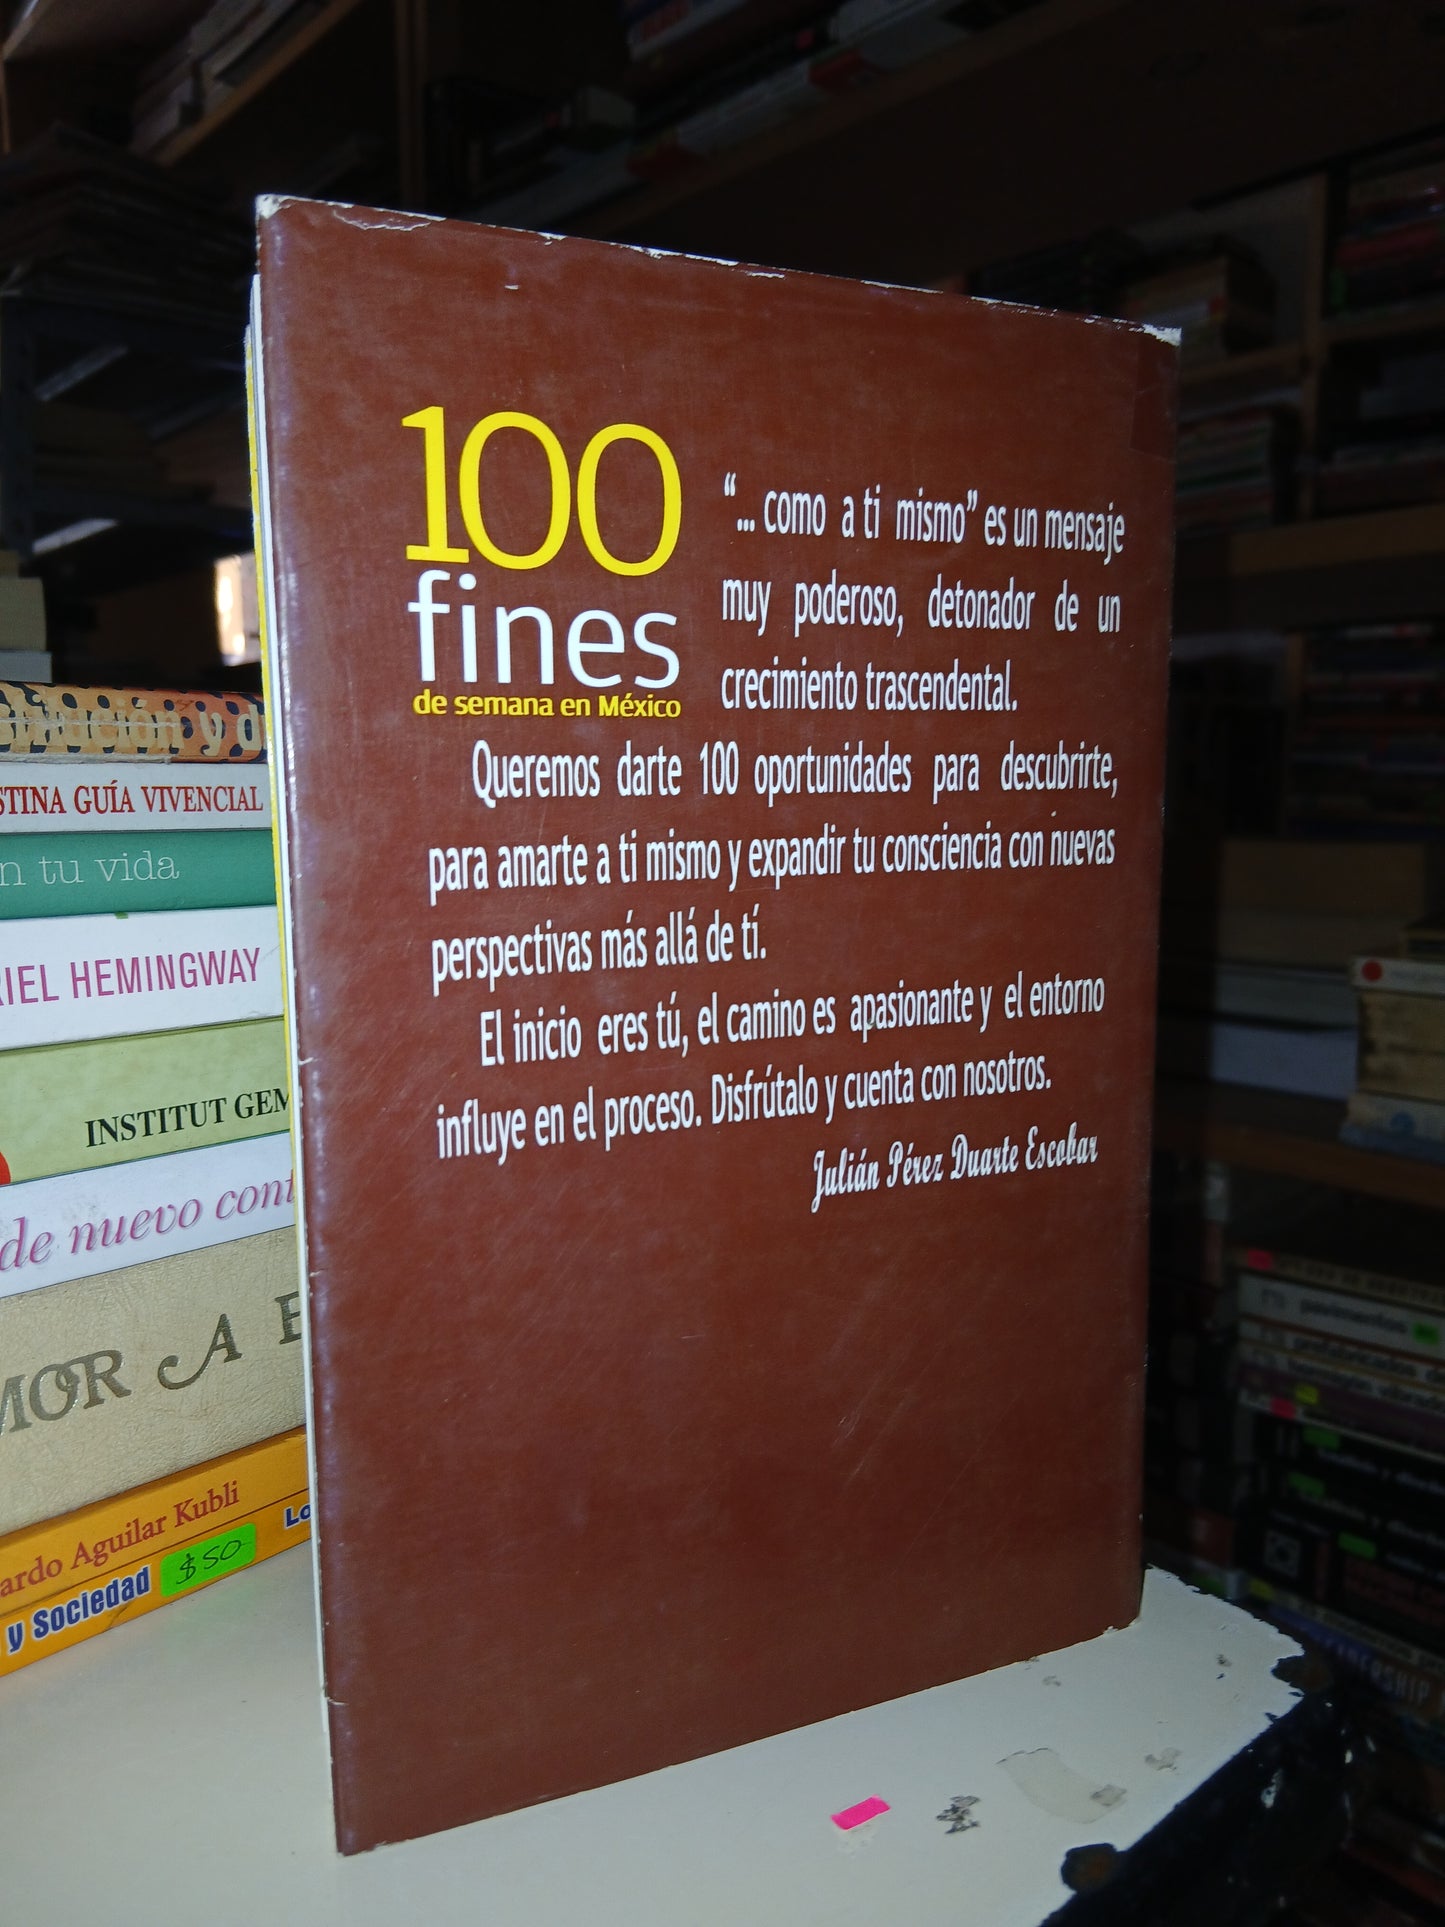 100
fines
de semana en México
"... como a ti mismo" es un mensaje
muy poderoso, detonador de un
crecimiento trascendental.
Queremos darte 100 oportunidades para descubrirte,
para amarte a ti mismo y expandir tu consciencia con nuevas
perspectivas más allá de tí.
El inicio eres tú, el camino es apasionante y el entorno
influye en el proceso. Disfrútalo y cuenta con nosotros.
Julián Pérez Duarte Escobar
y d
STINA GUÍA VIVENCIAL
n tu vida
RIEL HEMINGWAY
INSTITUT GEM
de nuevo cont
MOR A E
ardo Aguilar Kubli
Lo
y Sociedad
$50